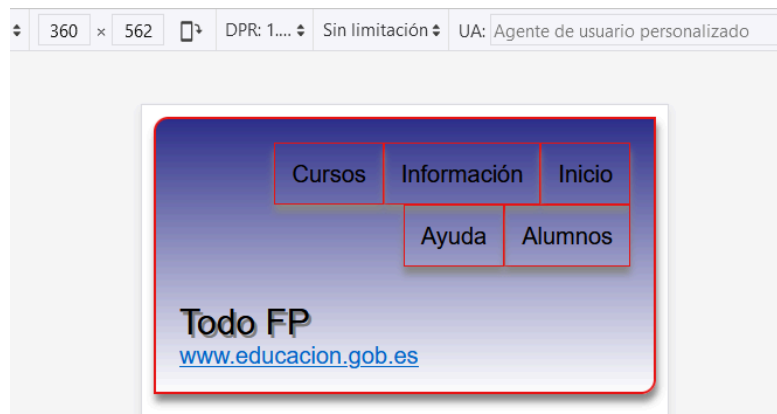 360 × 562 DPR: 1.... Sin limitación UA: Agente de usuario personalizado
Cursos Información Inicio
Ayuda Alumnos
Todo FP
www.educacion.gob.es